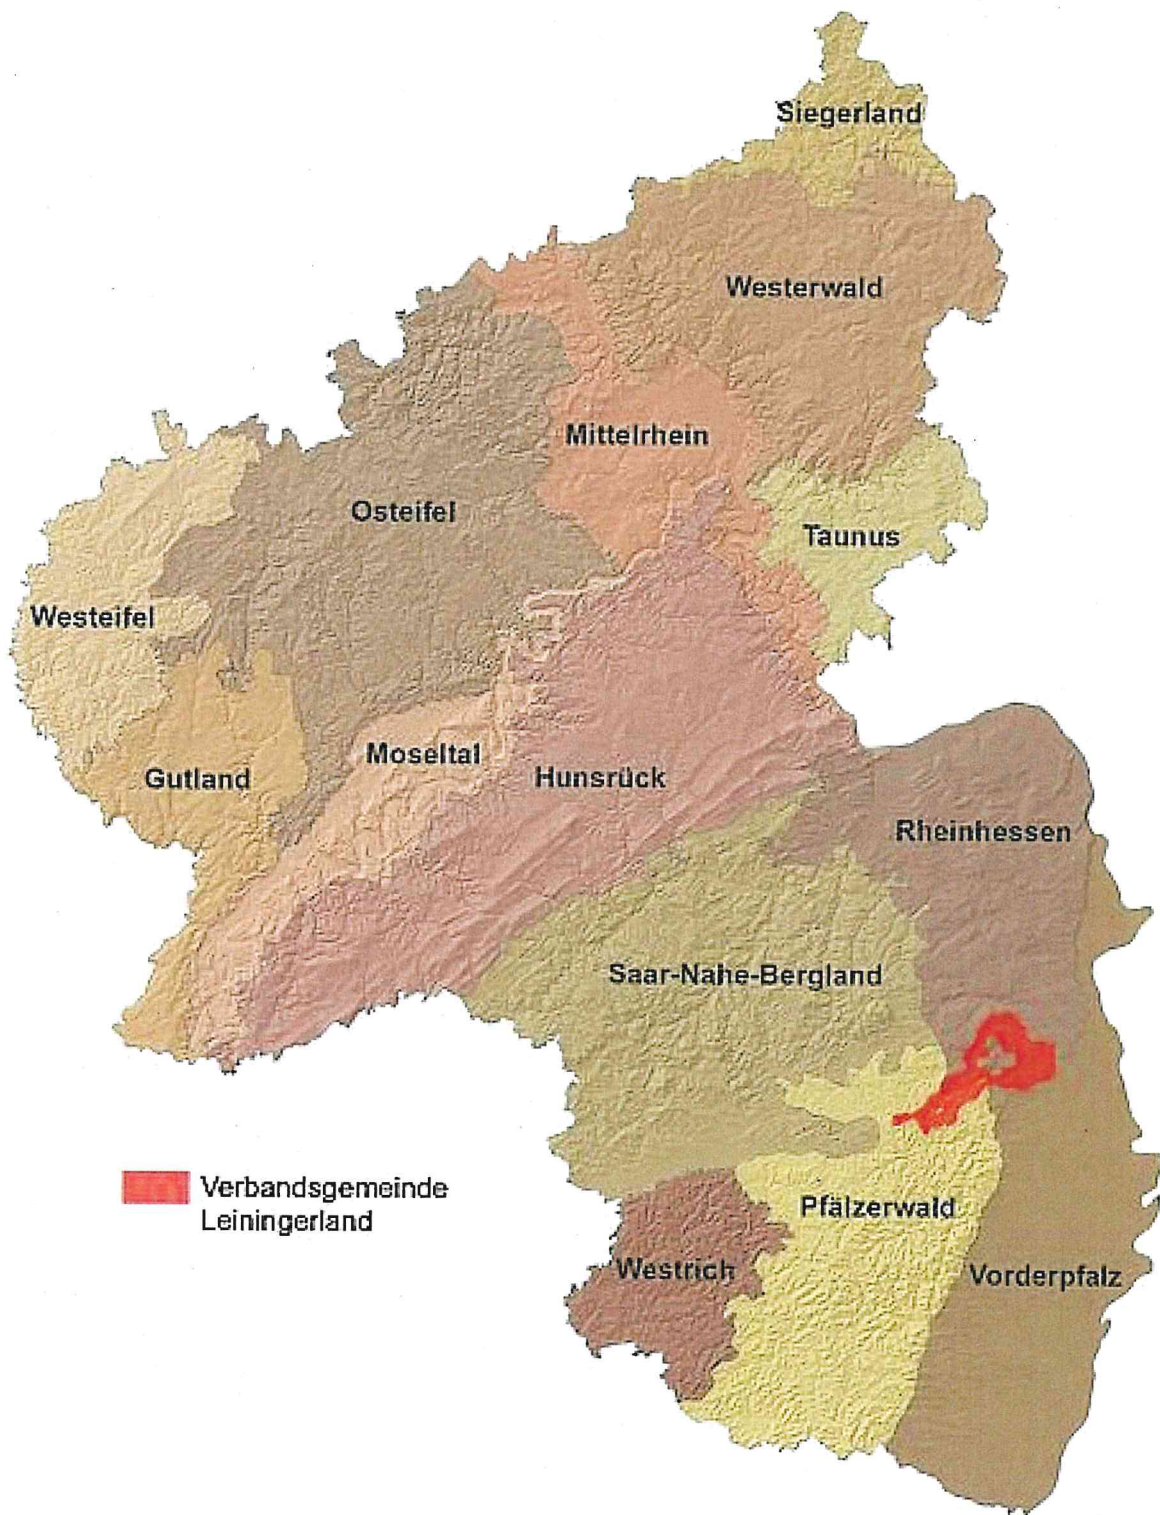 Siegerland
Westerwald
Mittelrhein
Osteifel
Taunus
Westeifel
Moseltal
Gutland
Hunsrück
Rheinhessen
Saar-Nahe-Bergland
Verbandsgemeinde
Leiningerland
Pfälzerwald
Westrich
Vorderpfalz